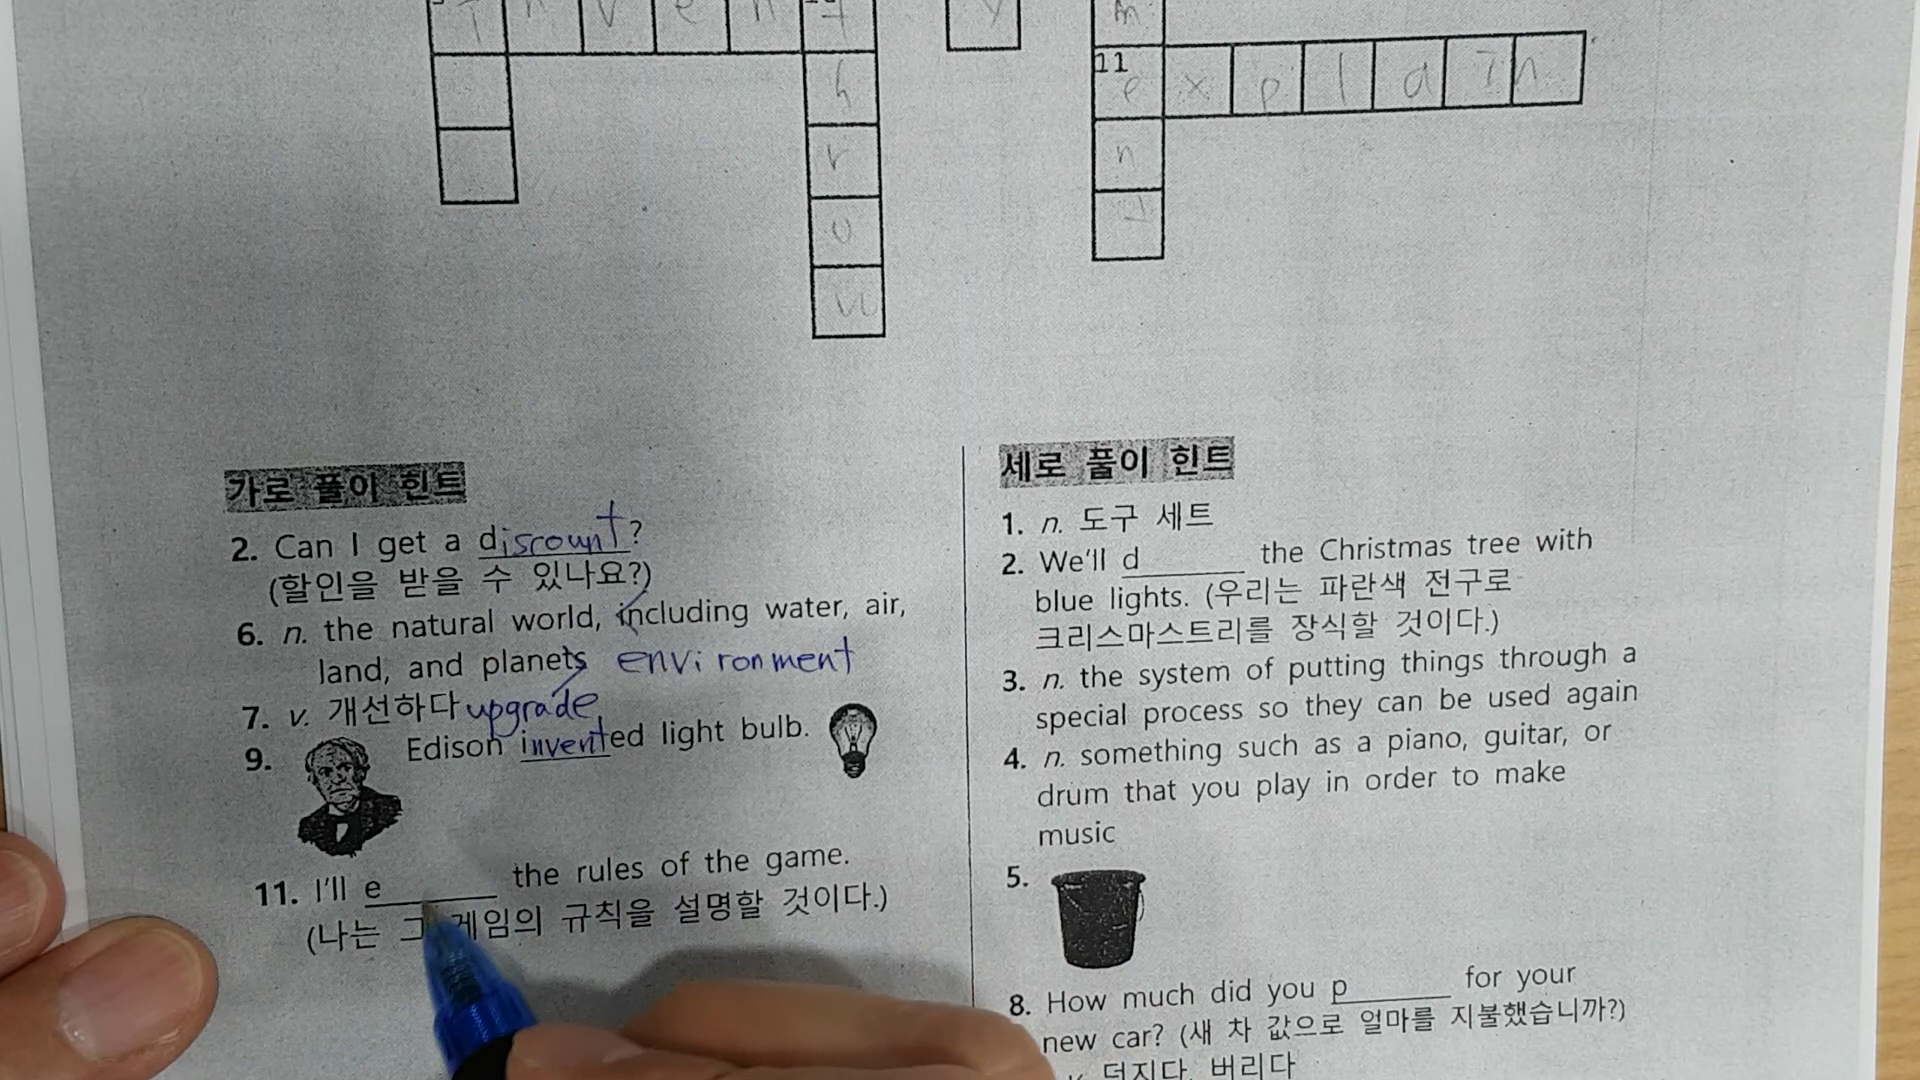 i n v e n t
y
m
11 e x p l a i n
h
r
n
o
w
가로 풀이 힌트
2. Can I get a discount?
(할인을 받을 수 있나요?)
6. n. the natural world, including water, air,
land, and planets environment
7. v. 개선하다 upgrade
9. Edison invented light bulb.
11. I'll e______ the rules of the game.
(나는 그 게임의 규칙을 설명할 것이다.)
세로 풀이 힌트
1. n. 도구 세트
2. We'll d______ the Christmas tree with
blue lights. (우리는 파란색 전구로
크리스마스트리를 장식할 것이다.)
3. n. the system of putting things through a
special process so they can be used again
4. n. something such as a piano, guitar, or
drum that you play in order to make
music
5.
8. How much did you p______ for your
new car? (새 차 값으로 얼마를 지불했습니까?)
v. 던지다, 버리다